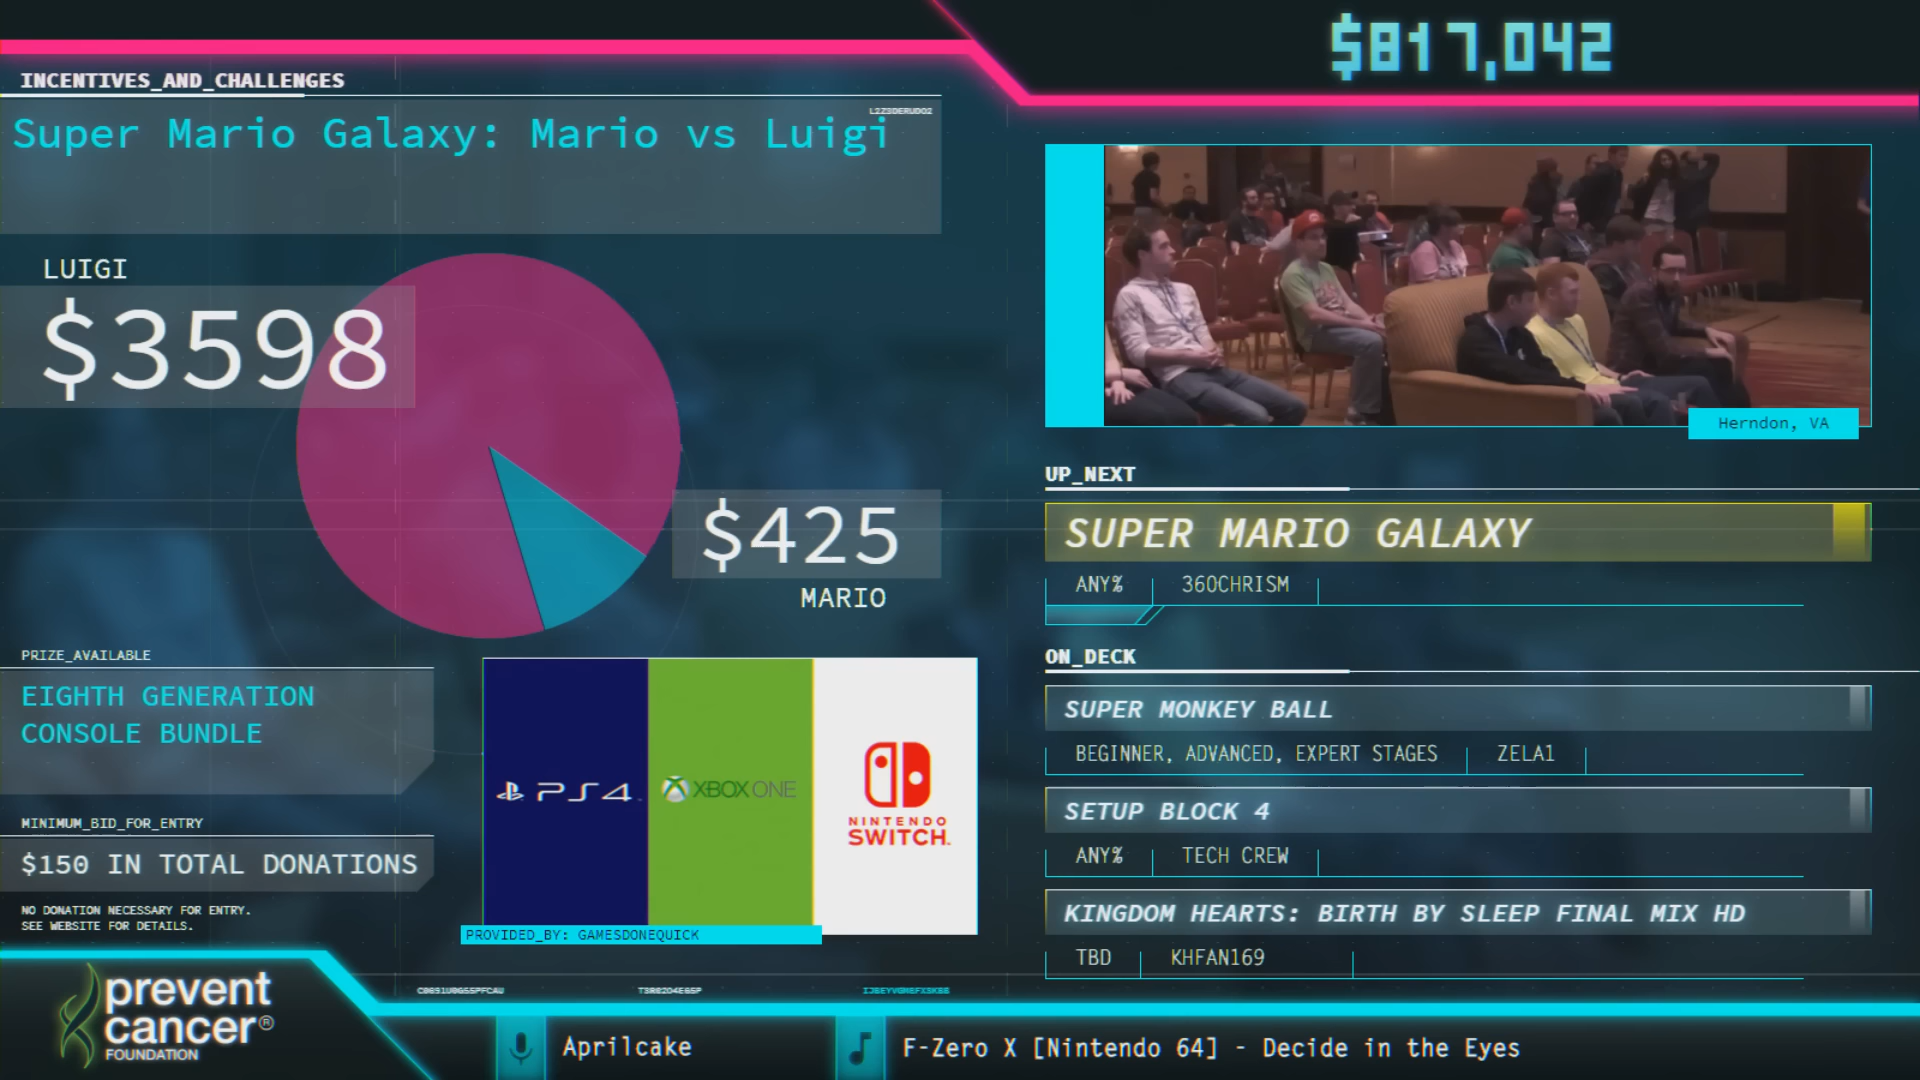 $817,042
INCENTIVES_AND_CHALLENGES
Super Mario Galaxy: Mario vs Luigi
LUIGI
$3598
$425
MARIO
PRIZE_AVAILABLE
EIGHTH GENERATION
CONSOLE BUNDLE
MINIMUM_BID_FOR_ENTRY
$150 IN TOTAL DONATIONS
NO DONATION NECESSARY FOR ENTRY.
SEE WEBSITE FOR DETAILS.
PS4
XBOX ONE
NINTENDO
SWITCH.
PROVIDED_BY: GAMESDONEQUICK
Herndon, VA
UP_NEXT
SUPER MARIO GALAXY
ANY% 360CHRISM
ON_DECK
SUPER MONKEY BALL
BEGINNER, ADVANCED, EXPERT STAGES ZELA1
SETUP BLOCK 4
ANY% TECH CREW
KINGDOM HEARTS: BIRTH BY SLEEP FINAL MIX HD
TBD KHFAN169
prevent
cancer®
FOUNDATION
Aprilcake
F-Zero X [Nintendo 64] - Decide in the Eyes